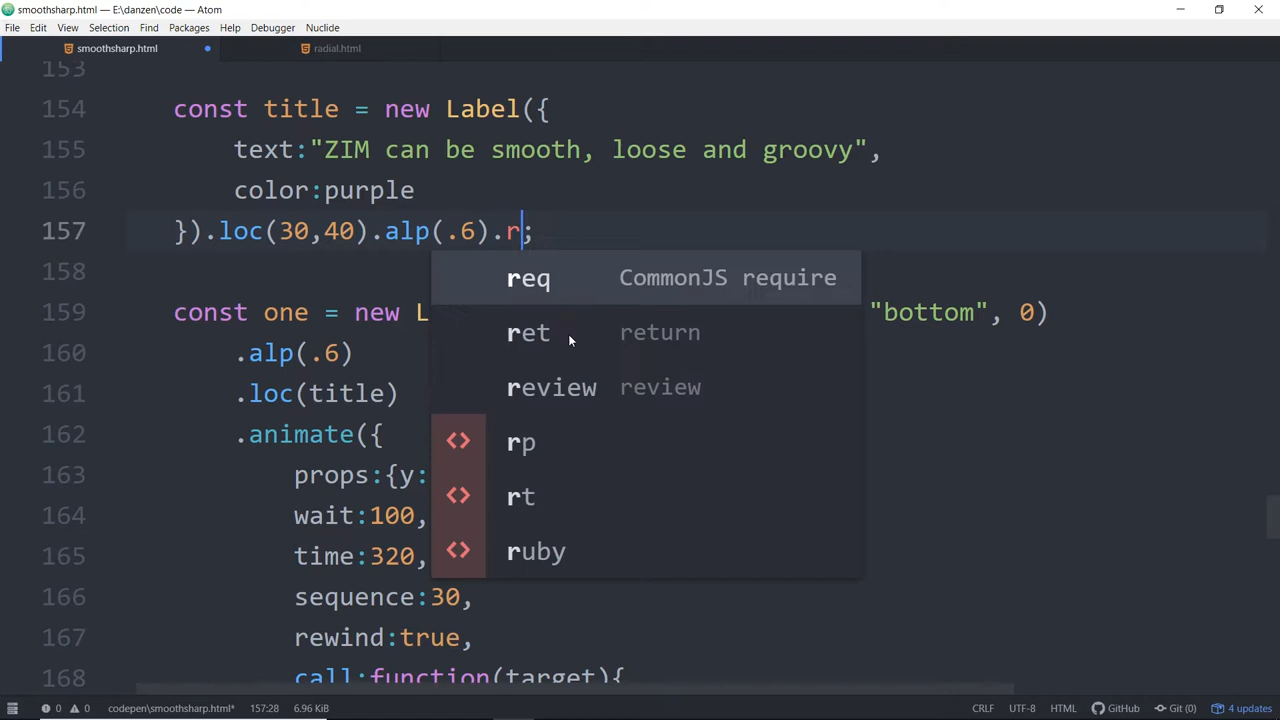 smoothsharp.html — E:\danzen\code — Atom
File Edit View Selection Find Packages Help Debugger Nuclide
smoothsharp.html radial.html
153
154 const title = new Label({
155 text:"ZIM can be smooth, loose and groovy",
156 color:purple
157 }).loc(30,40).alp(.6).r;
158
req CommonJS require
159 const one = new L "bottom", 0)
ret return
160 .alp(.6)
review review
161 .loc(title)
162 .animate({
<> rp
163 props:{y:
<> rt
164 wait:100,
165 time:320,
<> ruby
166 sequence:30,
167 rewind:true,
168 call:function(target){
0 0 codepen/smoothsharp.html* 157:28 6.96 KiB CRLF UTF-8 HTML GitHub Git (0) 4 updates